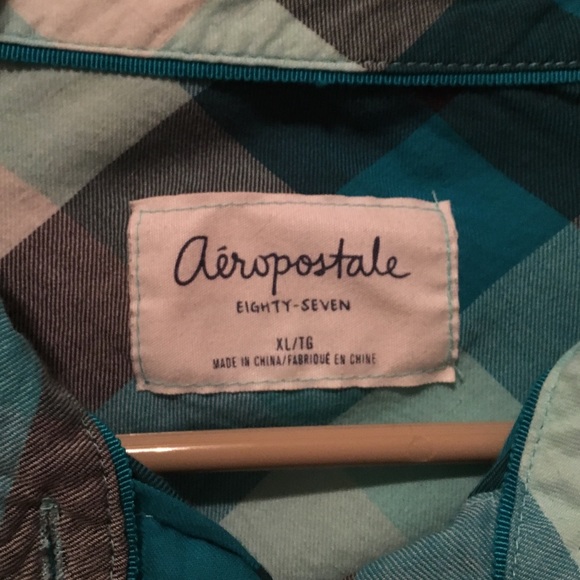 aéropostale
EIGHTY-SEVEN
XL/TG
MADE IN CHINA/FABRIQUÉ EN CHINE